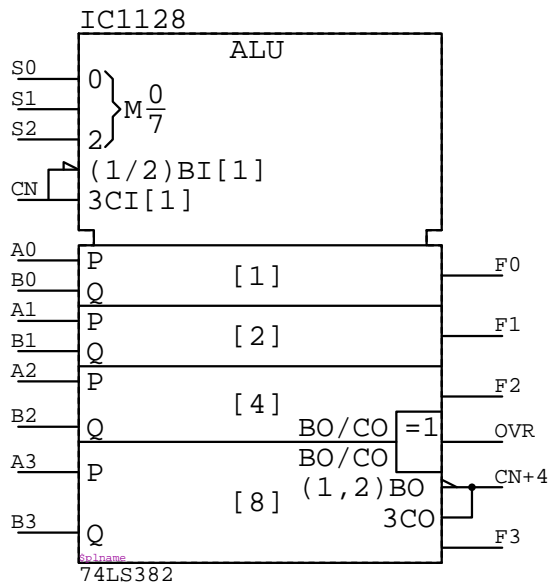 IC1128
ALU
S0
0
S1
M 0/7
S2
2
(1/2)BI[1]
CN
3CI[1]
A0
P
[1]
F0
B0
Q
A1
P
[2]
F1
B1
Q
A2
P
[4]
F2
B2
Q
BO/CO
=1
OVR
BO/CO
A3
P
(1,2)BO
CN+4
[8]
3CO
B3
Q
F3
$plname
74LS382